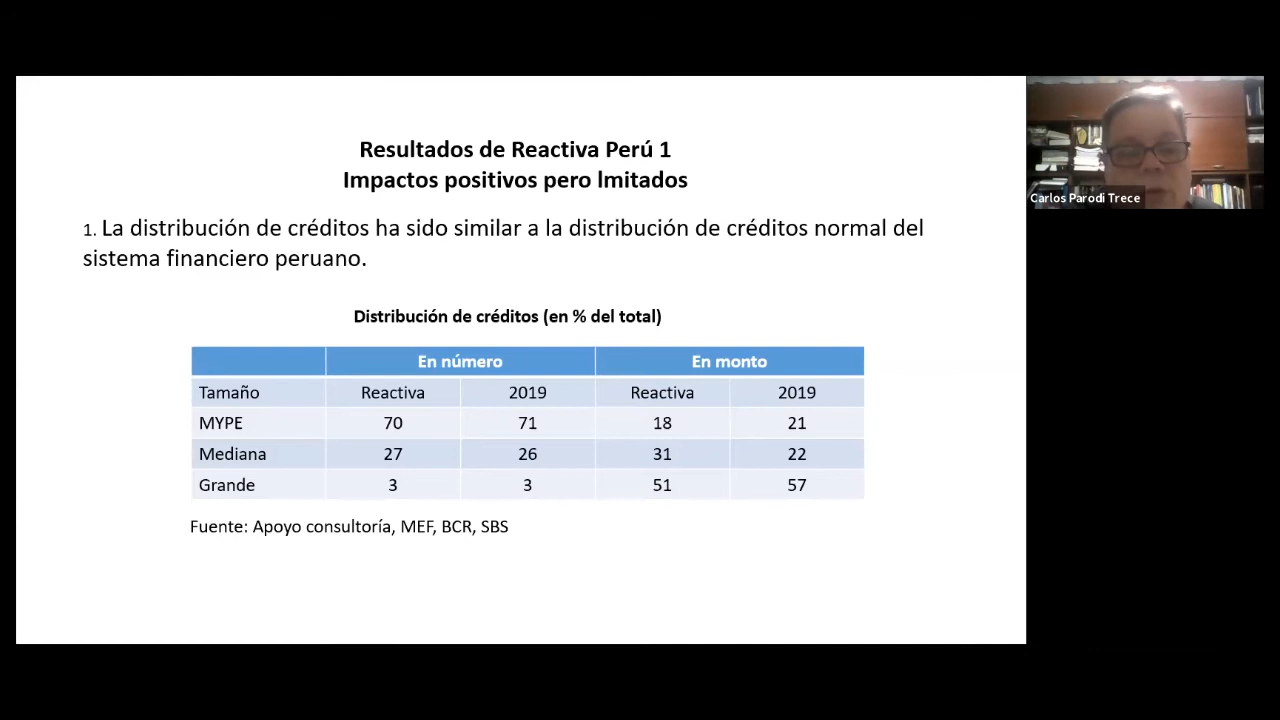 Resultados de Reactiva Perú 1
Impactos positivos pero lmitados
1. La distribución de créditos ha sido similar a la distribución de créditos normal del
sistema financiero peruano.
Distribución de créditos (en % del total)
En número En monto
Tamaño Reactiva 2019 Reactiva 2019
MYPE 70 71 18 21
Mediana 27 26 31 22
Grande 3 3 51 57
Fuente: Apoyo consultoría, MEF, BCR, SBS
Carlos Parodi Trece